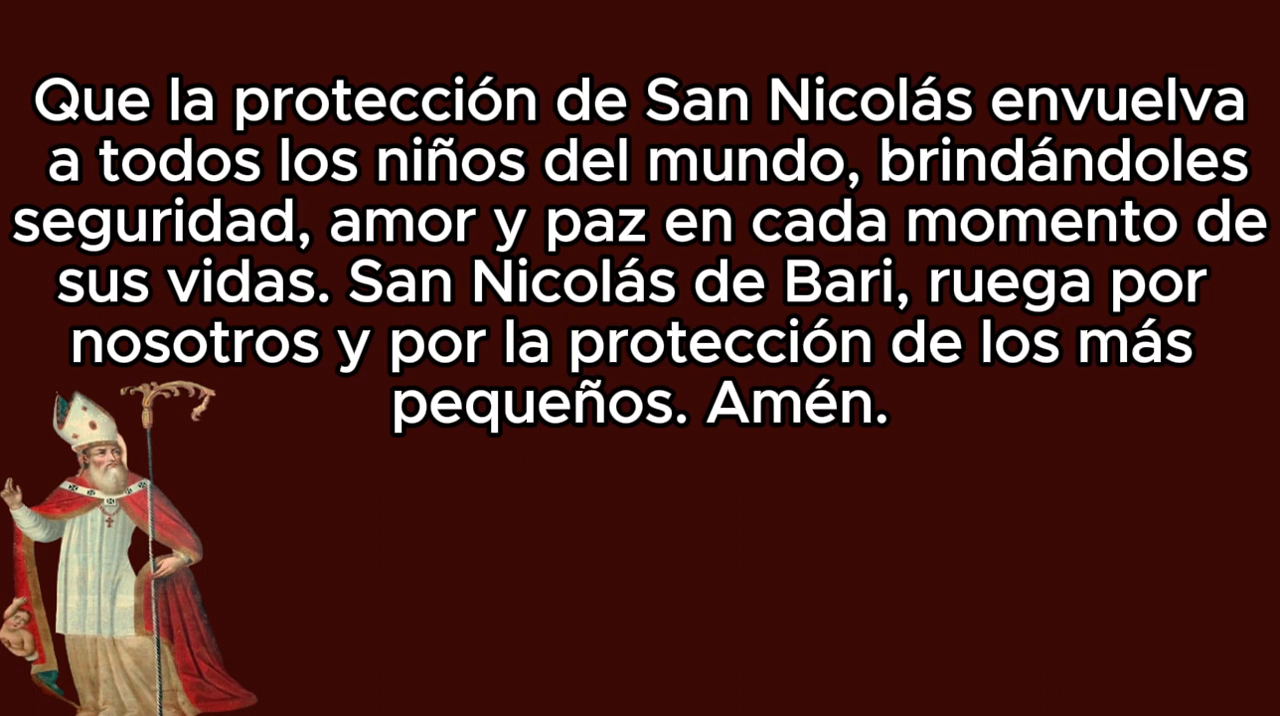 Que la protección de San Nicolás envuelva
a todos los niños del mundo, brindándoles
seguridad, amor y paz en cada momento de
sus vidas. San Nicolás de Bari, ruega por
nosotros y por la protección de los más
pequeños. Amén.